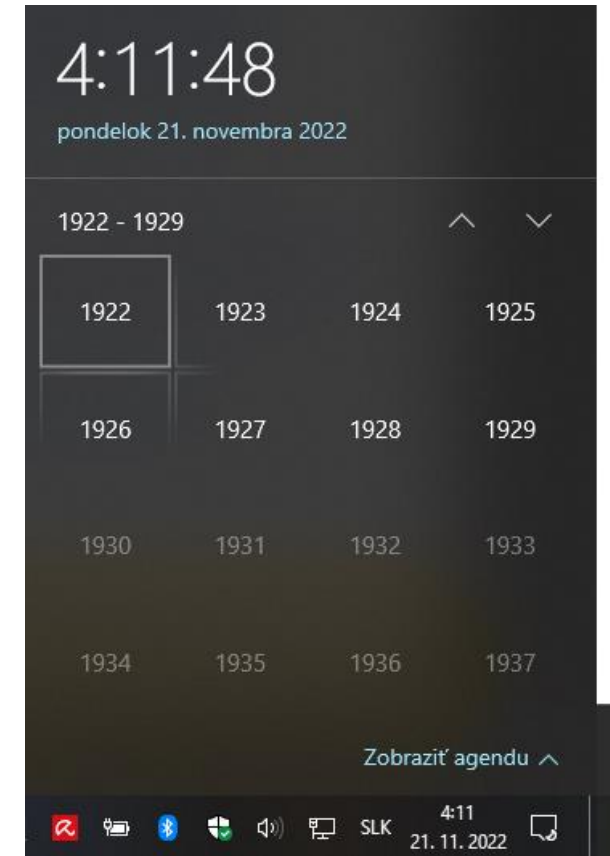 4:11:48
pondelok 21. novembra 2022
1922 - 1929
1922 1923 1924 1925
1926 1927 1928 1929
1930 1931 1932 1933
1934 1935 1936 1937
Zobraziť agendu
SLK
4:11
21. 11. 2022